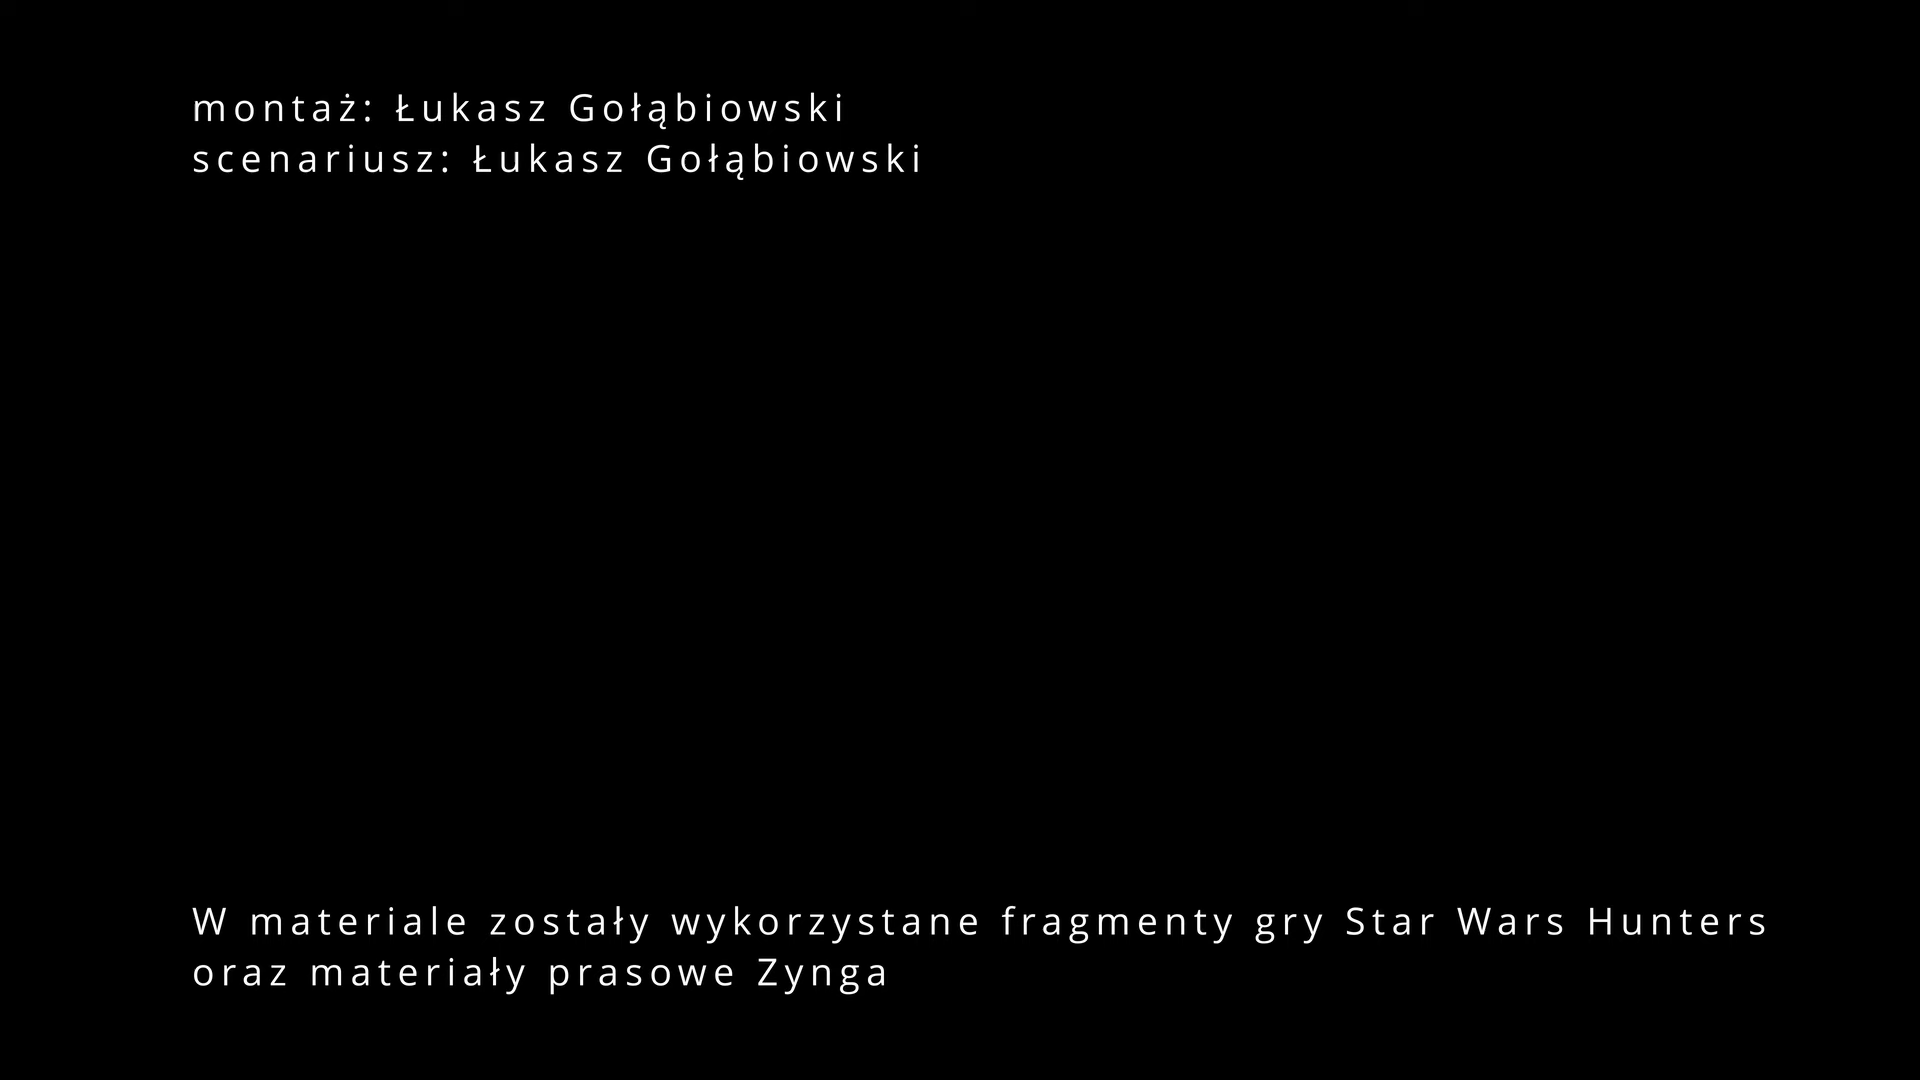 montaż: Łukasz Gołąbiowski
scenariusz: Łukasz Gołąbiowski
W materiale zostały wykorzystane fragmenty gry Star Wars Hunters
oraz materiały prasowe Zynga